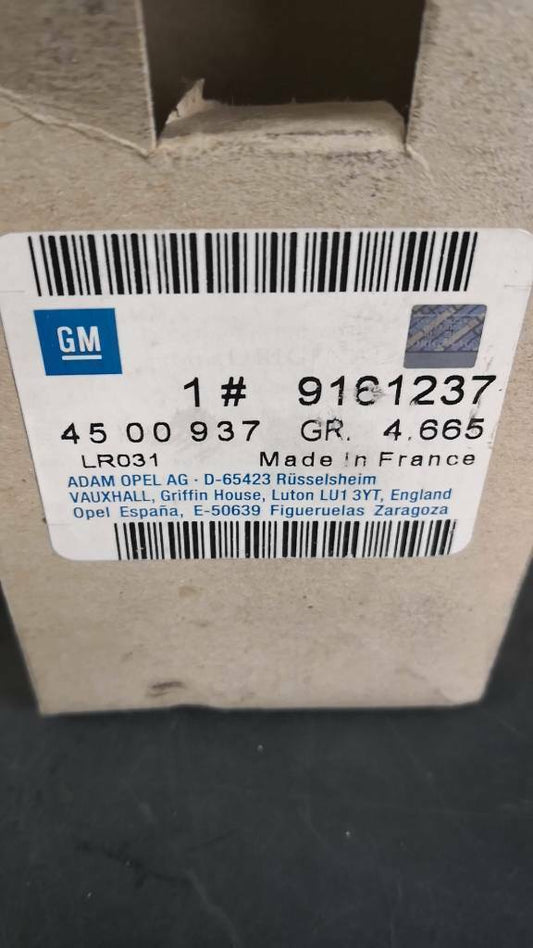 GM
1 # 9161237
45 00 937 GR. 4.665
LR031 Made In France
ADAM OPEL AG · D-65423 Rüsselsheim
VAUXHALL, Griffin House, Luton LU1 3YT, England
Opel España, E-50639 Figueruelas Zaragoza